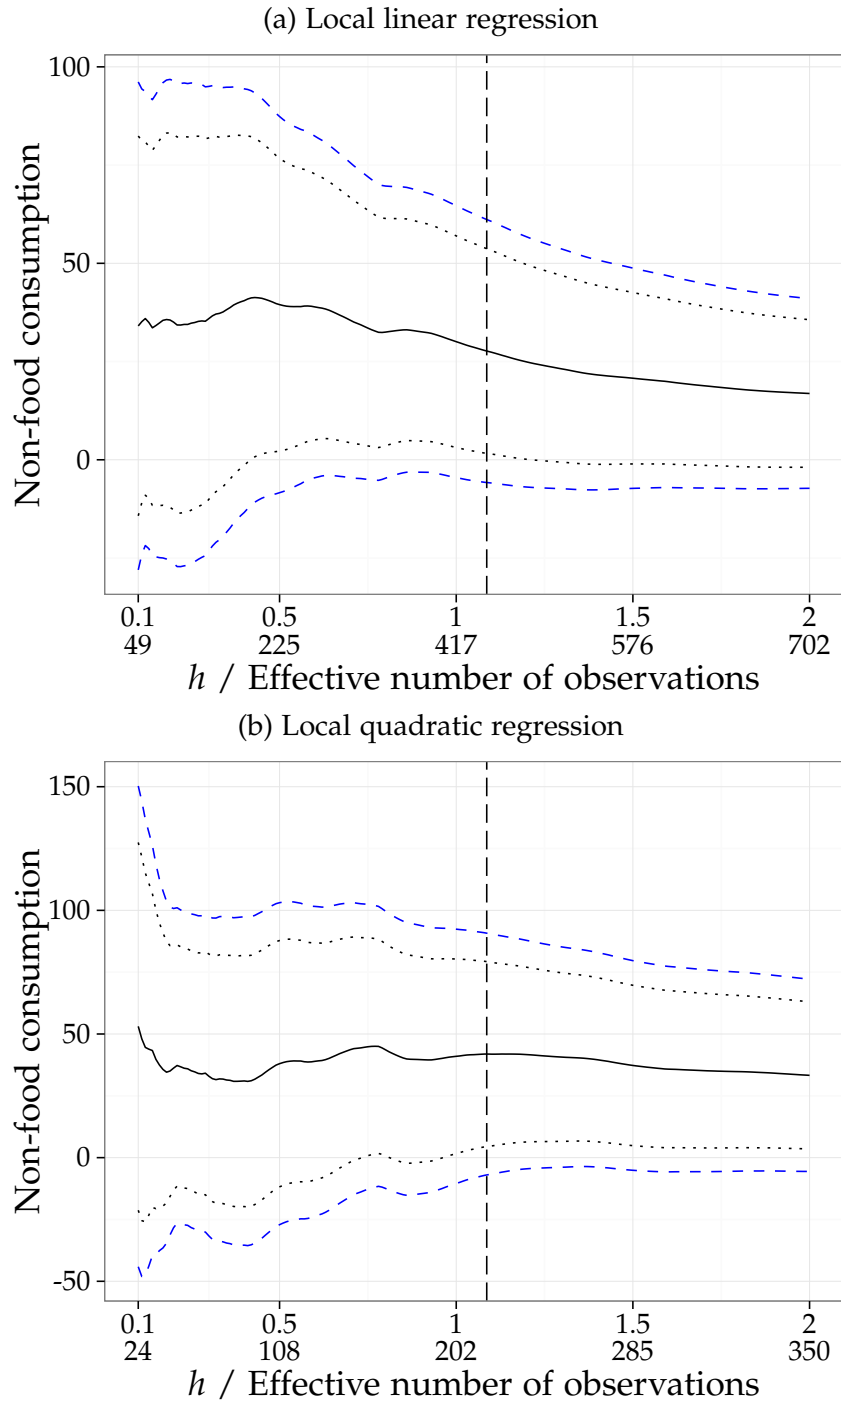 (a) Local linear regression
Non-food consumption
100
50
0
0.1 0.5 1 1.5 2
49 225 417 576 702
h / Effective number of observations
(b) Local quadratic regression
Non-food consumption
150
100
50
0
-50
0.1 0.5 1 1.5 2
24 108 202 285 350
h / Effective number of observations